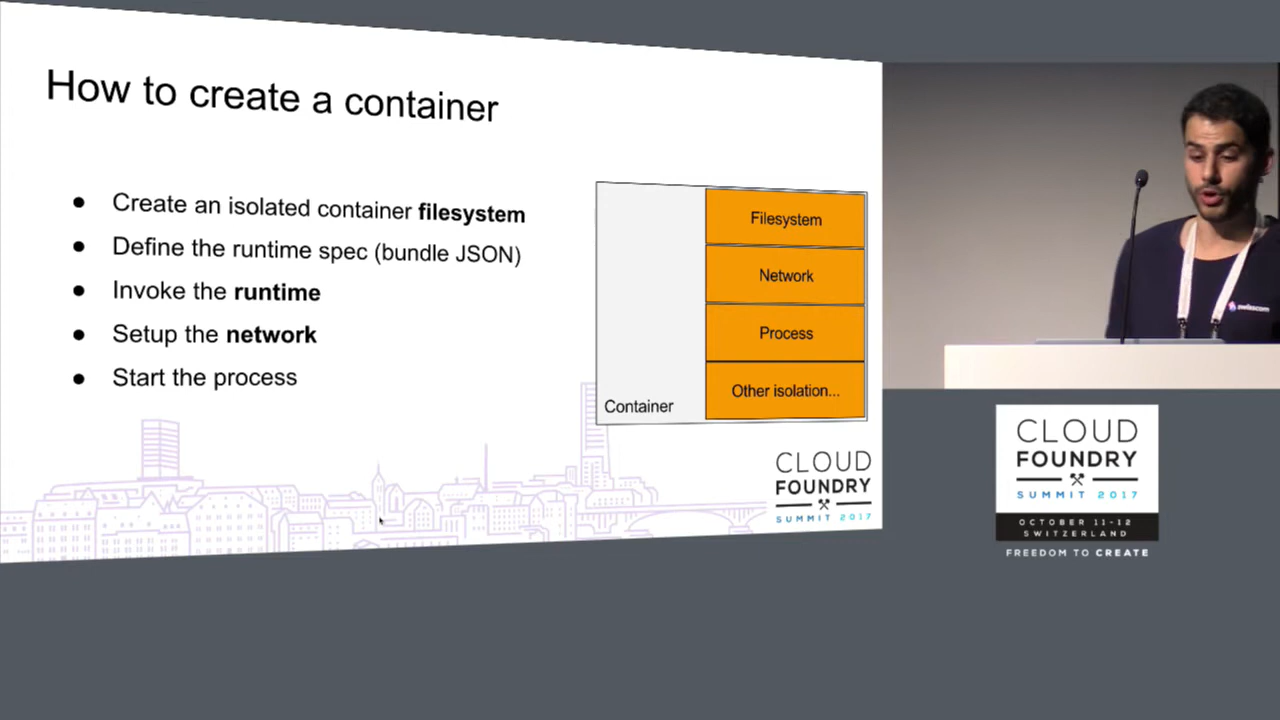 How to create a container
Create an isolated container filesystem
Define the runtime spec (bundle JSON)
Invoke the runtime
Setup the network
Start the process
Filesystem
Network
Process
Other isolation...
Container
CLOUD
FOUNDRY
SUMMIT 2017
swisscom
CLOUD
FOUNDRY
SUMMIT 2017
OCTOBER 11-12
SWITZERLAND
FREEDOM TO CREATE